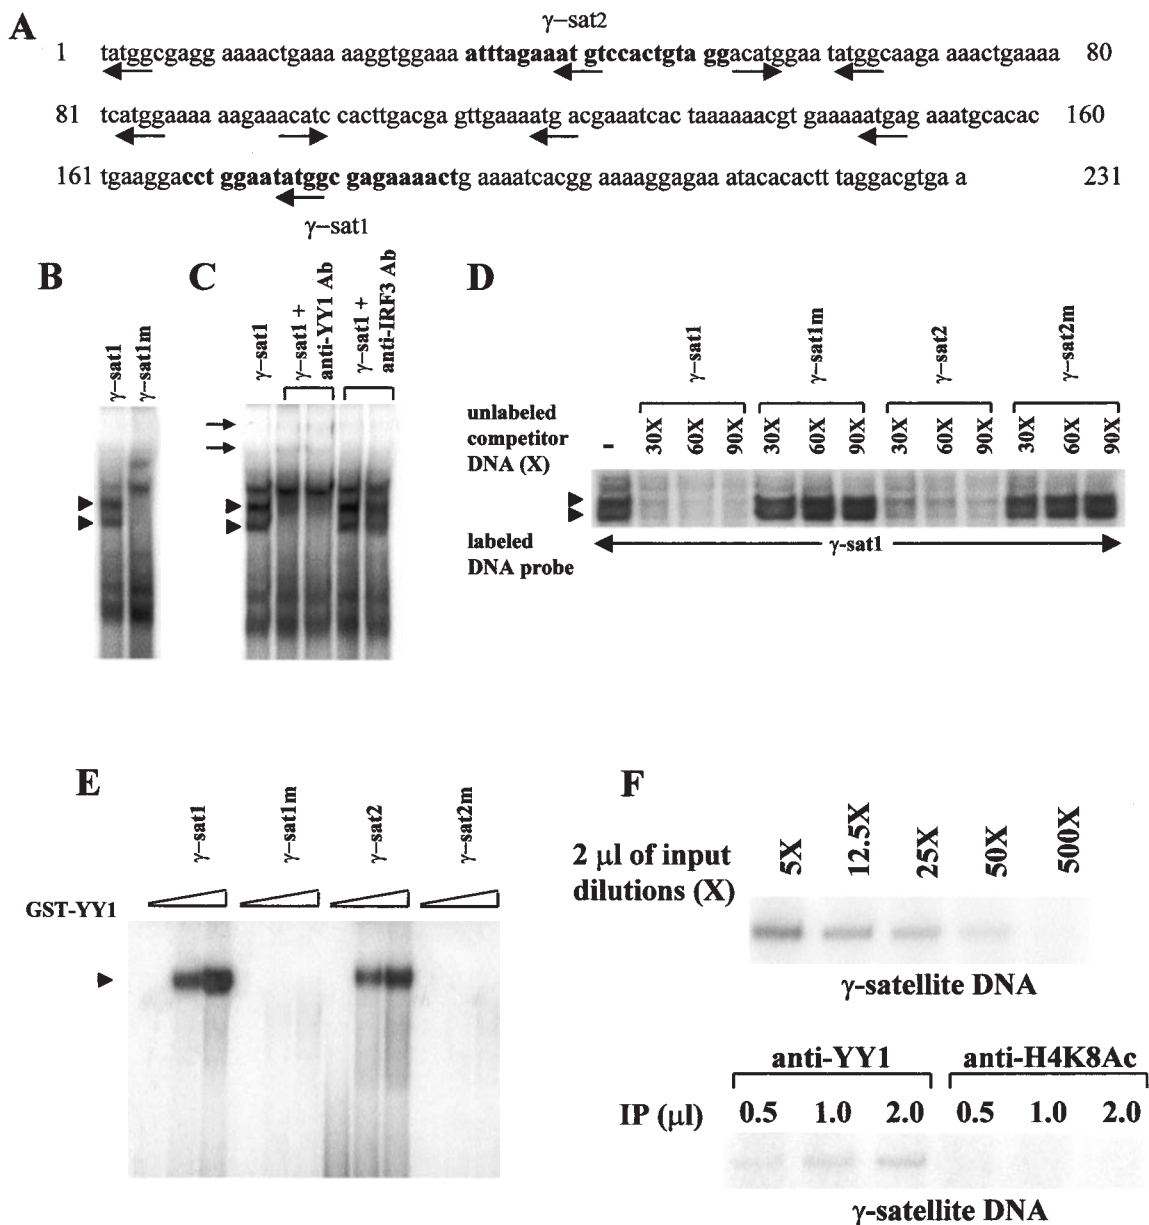 A
γ–sat2
1 tatggcgagg aaaactgaaa aaggtggaaa atttagaaat gtccactgta ggacatggaa tatggcaaga aaactgaaaa 80
81 tcatggaaaa aagaaacatc cacttgacga gttgaaaatg acgaaatcac taaaaaacgt gaaaaatgag aaatgcacac 160
161 tgaaggacct ggaatatggc gagaaaactg aaaatcacgg aaaaggagaa atacacactt taggacgtga a 231
γ–sat1
B
γ–sat1
γ–sat1m
C
γ–sat1
γ–sat1 +
anti-YY1 Ab
γ–sat1 +
anti-IRF3 Ab
D
γ–sat1
γ–sat1m
γ–sat2
γ–sat2m
unlabeled
competitor
DNA (X)
- 30X 60X 90X 30X 60X 90X 30X 60X 90X 30X 60X 90X
labeled
DNA probe
γ-sat1
E
γ–sat1
γ–sat1m
γ–sat2
γ–sat2m
GST-YY1
F
2 µl of input
dilutions (X)
5X 12.5X 25X 50X 500X
γ-satellite DNA
anti-YY1 anti-H4K8Ac
IP (µl) 0.5 1.0 2.0 0.5 1.0 2.0
γ-satellite DNA